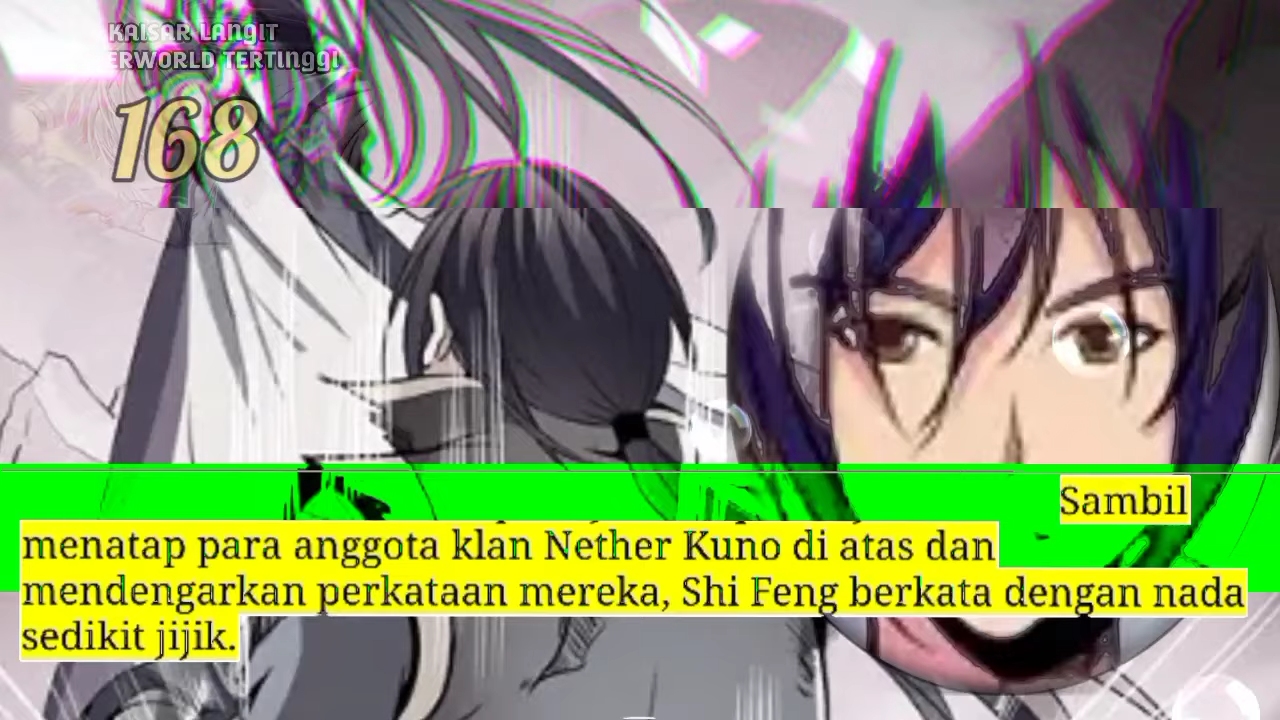 KAISAR LANGIT
ERWORLD TERTINGGI
168
Sambil
menatap para anggota klan Nether Kuno di atas dan
mendengarkan perkataan mereka, Shi Feng berkata dengan nada
sedikit jijik.